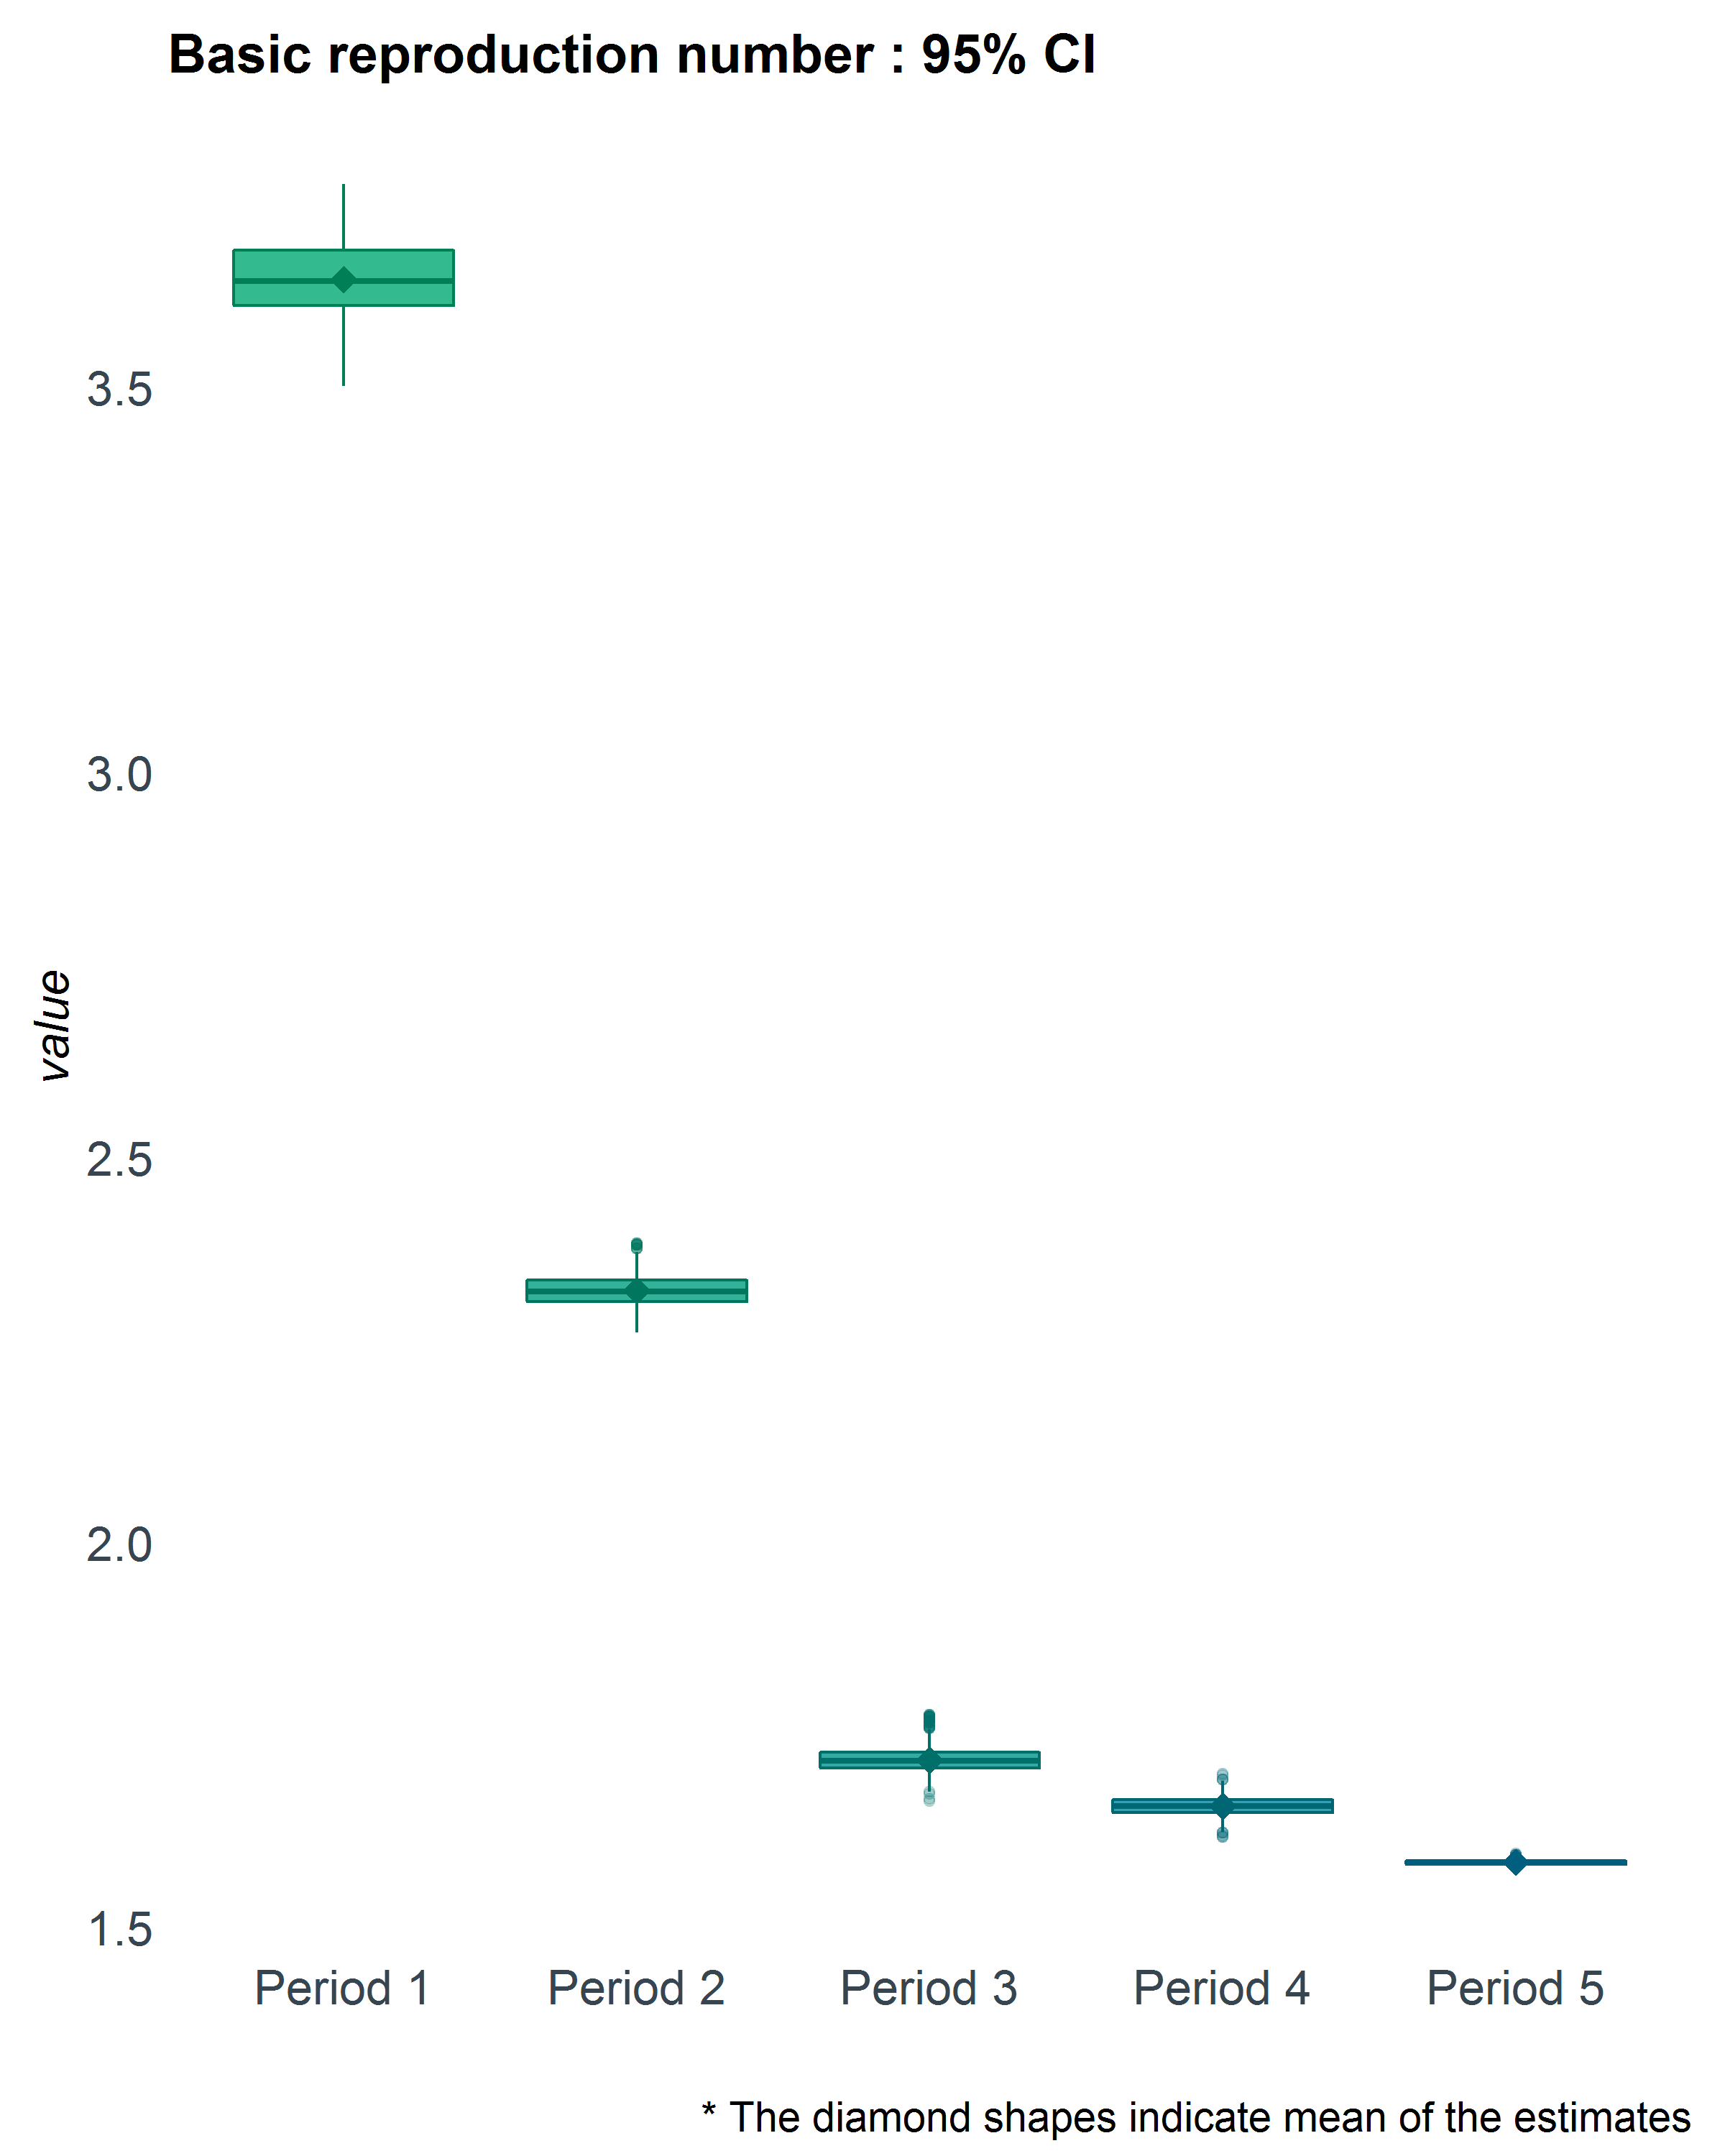 Basic reproduction number : 95% CI
3.5
3.0
value
2.5
2.0
1.5
Period 1 Period 2 Period 3 Period 4 Period 5
* The diamond shapes indicate mean of the estimates